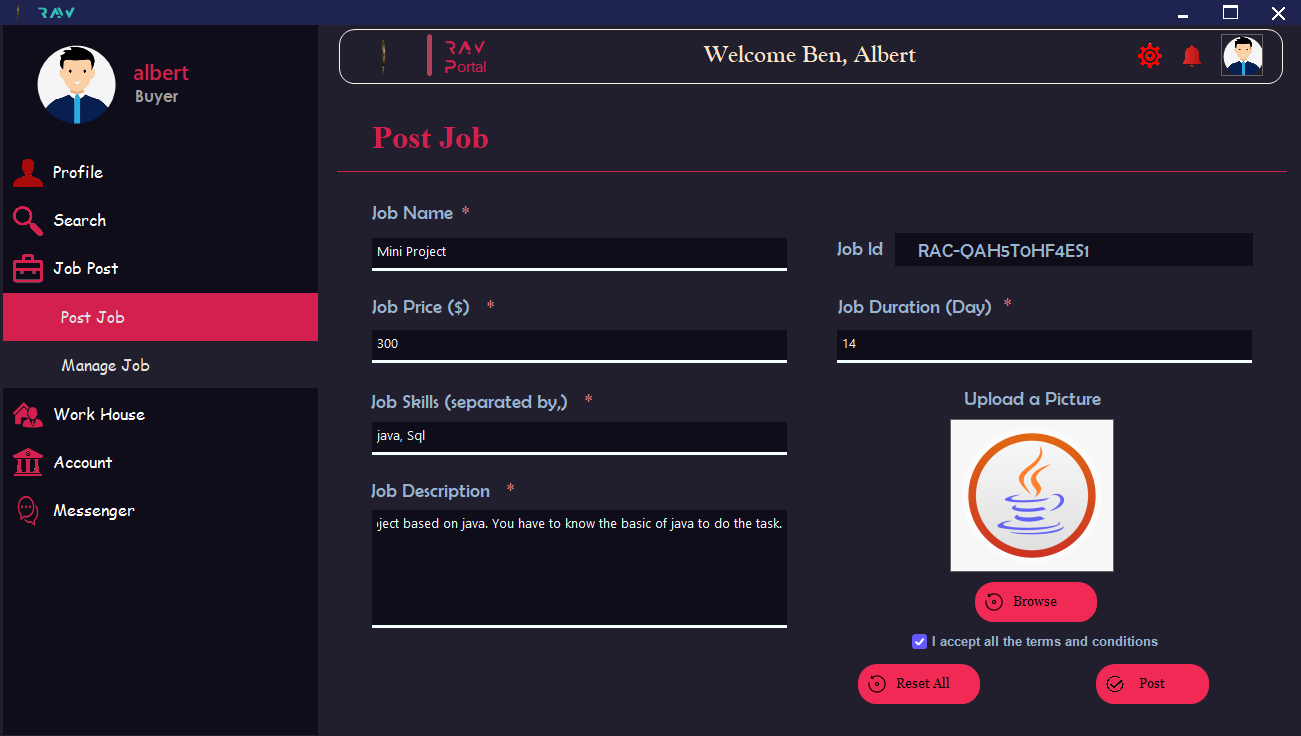 RAV
albert
Buyer
Profile
Search
Job Post
Post Job
Manage Job
Work House
Account
Messenger
RAV
Portal
Welcome Ben, Albert
Post Job
Job Name *
Mini Project
Job Id RAC-QAH5T0HF4ES1
Job Price ($) *
300
Job Duration (Day) *
14
Job Skills (separated by,) *
java, Sql
Job Description *
ject based on java. You have to know the basic of java to do the task.
Upload a Picture
Browse
I accept all the terms and conditions
Reset All
Post